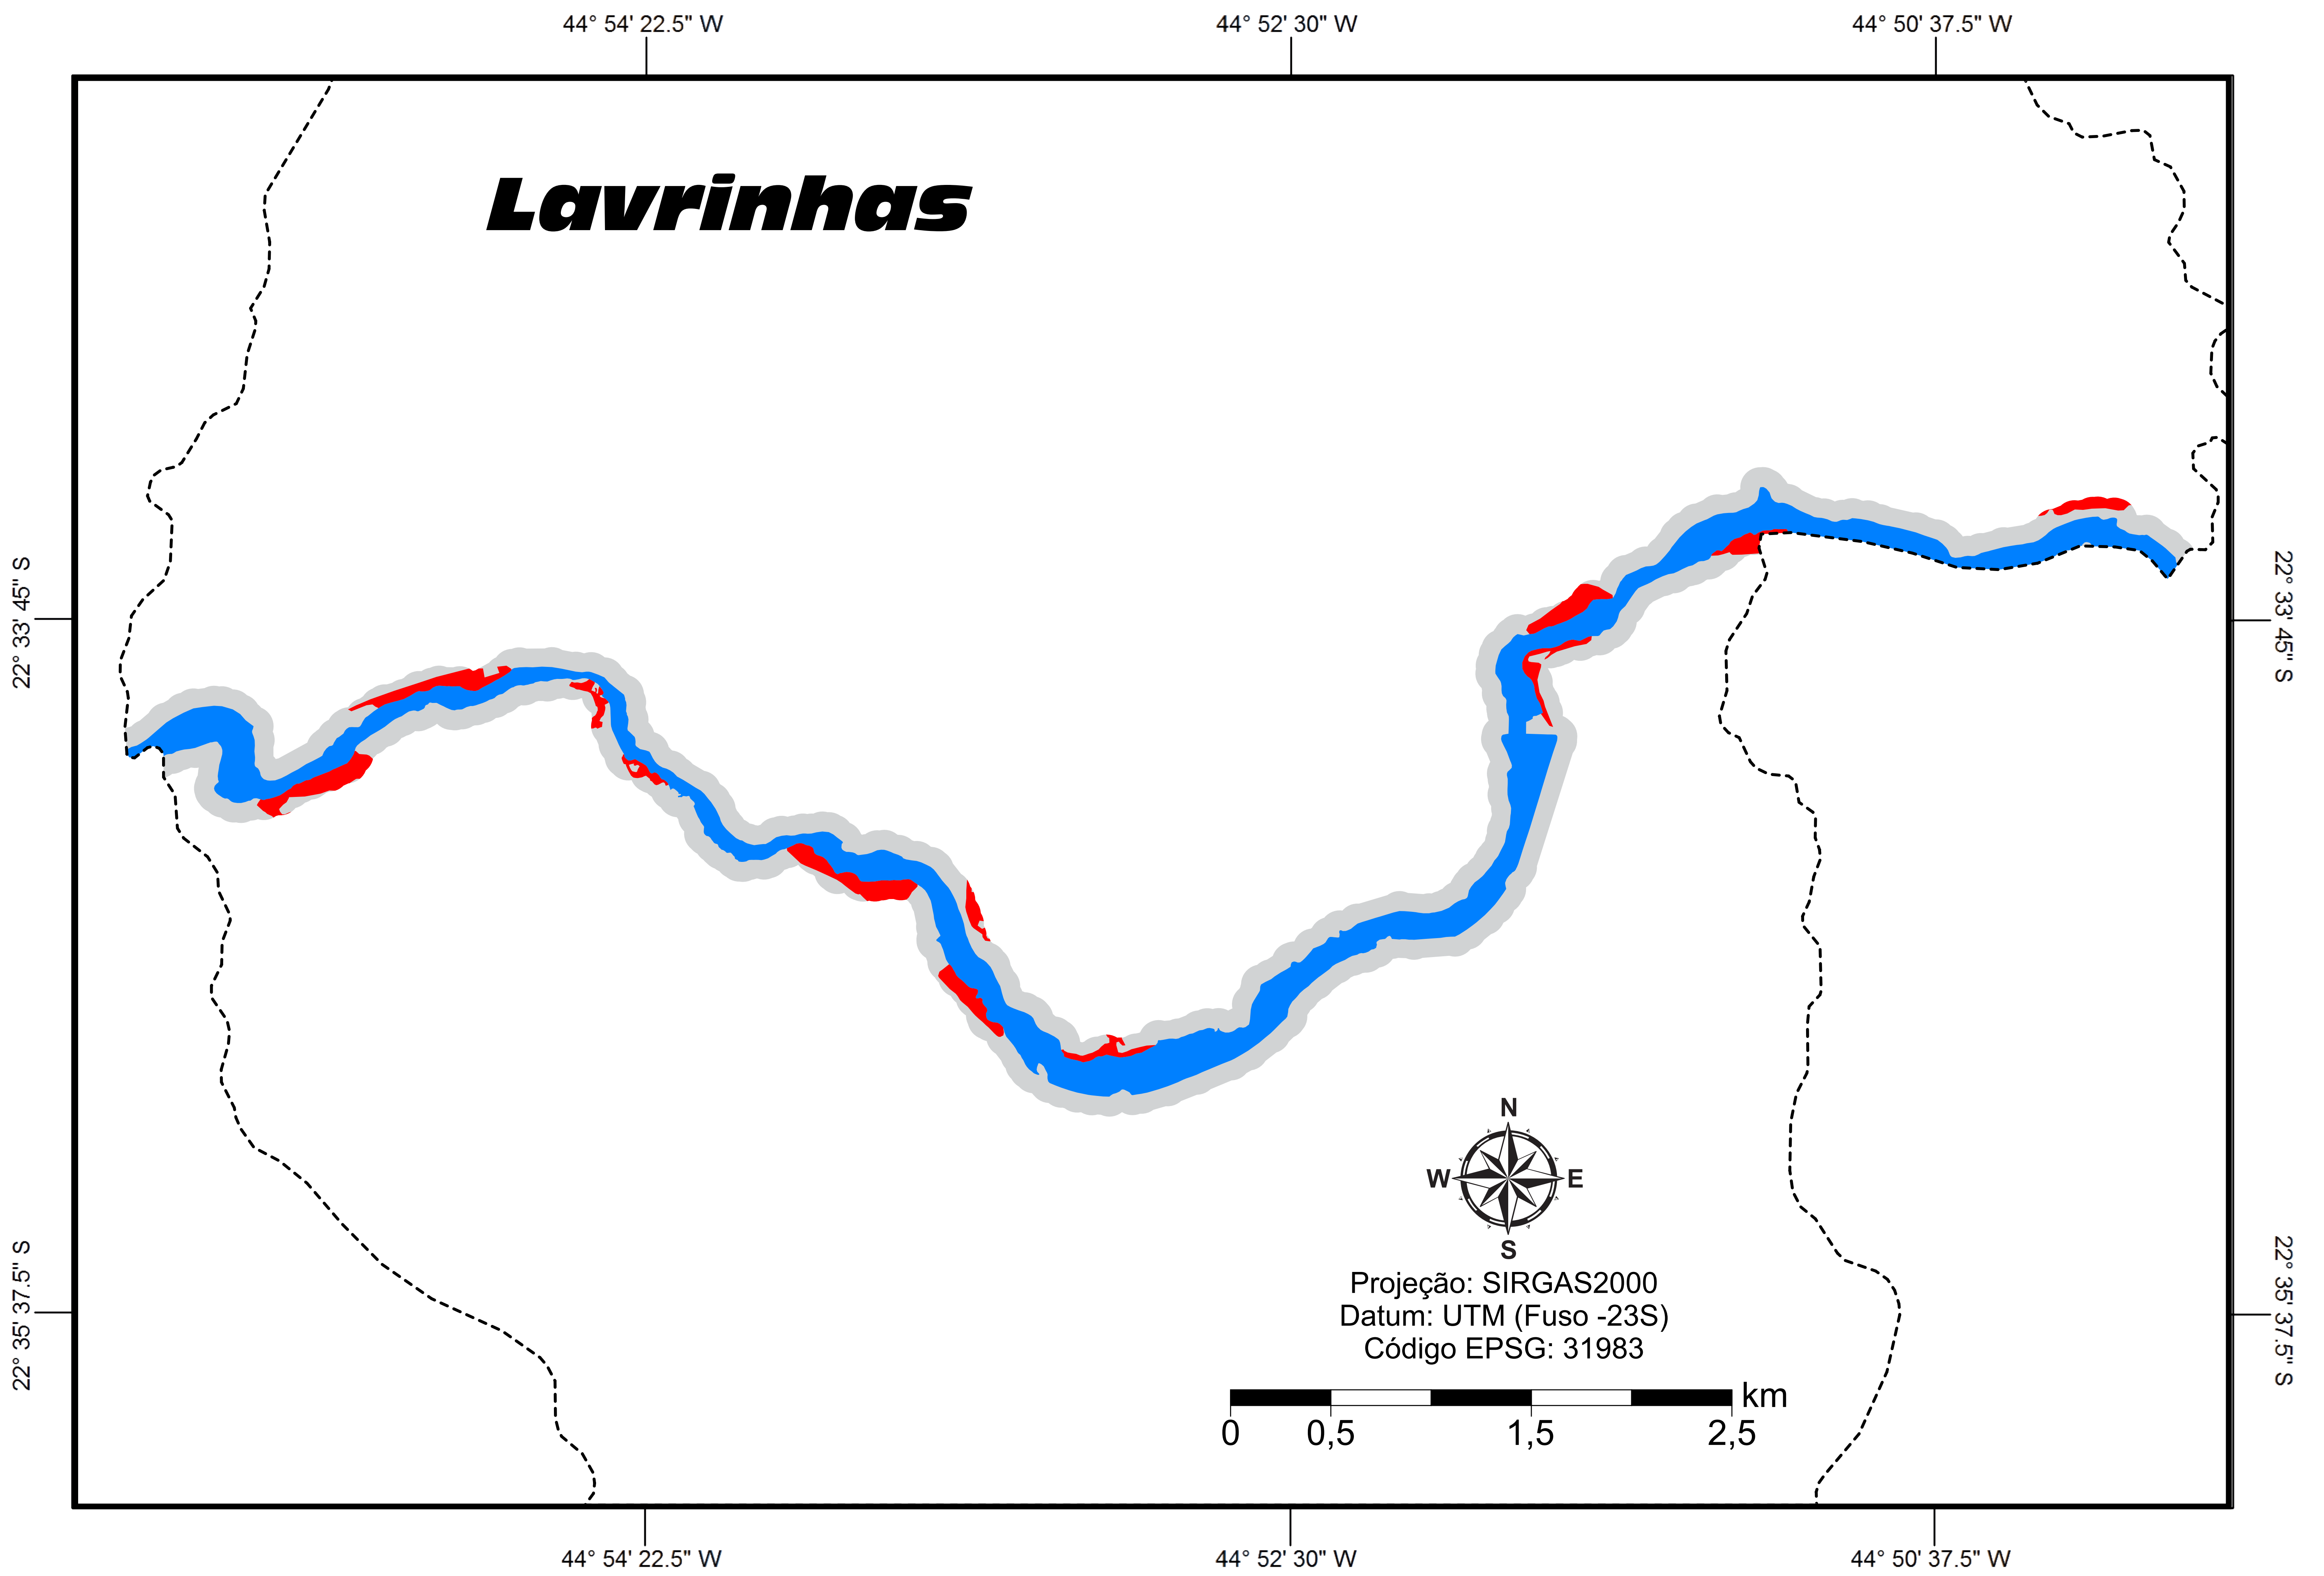 44° 54' 22.5" W
44° 52' 30" W
44° 50' 37.5" W
Lavrinhas
22° 33' 45" S
22° 33' 45" S
N
W
E
S
Projeção: SIRGAS2000
Datum: UTM (Fuso -23S)
Código EPSG: 31983
22° 35' 37.5" S
22° 35' 37.5" S
km
0
0,5
1,5
2,5
44° 54' 22.5" W
44° 52' 30" W
44° 50' 37.5" W